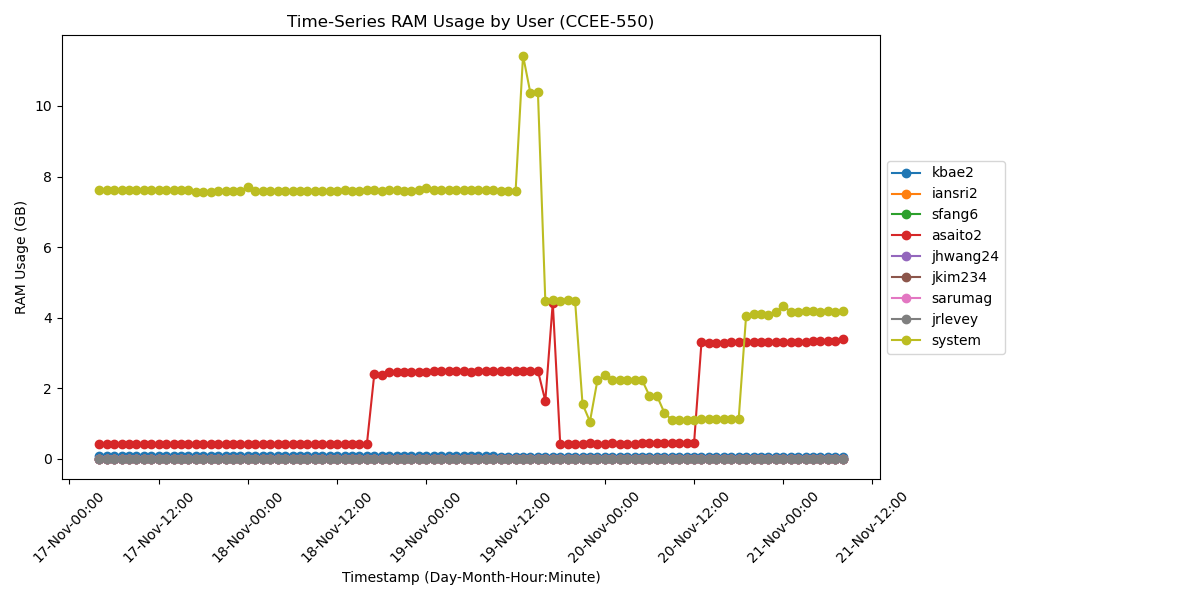 Time-Series RAM Usage by User (CCEE-550)
RAM Usage (GB)
10
8
6
4
2
0
17-Nov-00:00
17-Nov-12:00
18-Nov-00:00
18-Nov-12:00
19-Nov-00:00
19-Nov-12:00
20-Nov-00:00
20-Nov-12:00
21-Nov-00:00
21-Nov-12:00
Timestamp (Day-Month-Hour:Minute)
kbae2
iansri2
sfang6
asaito2
jhwang24
jkim234
sarumag
jrlevey
system